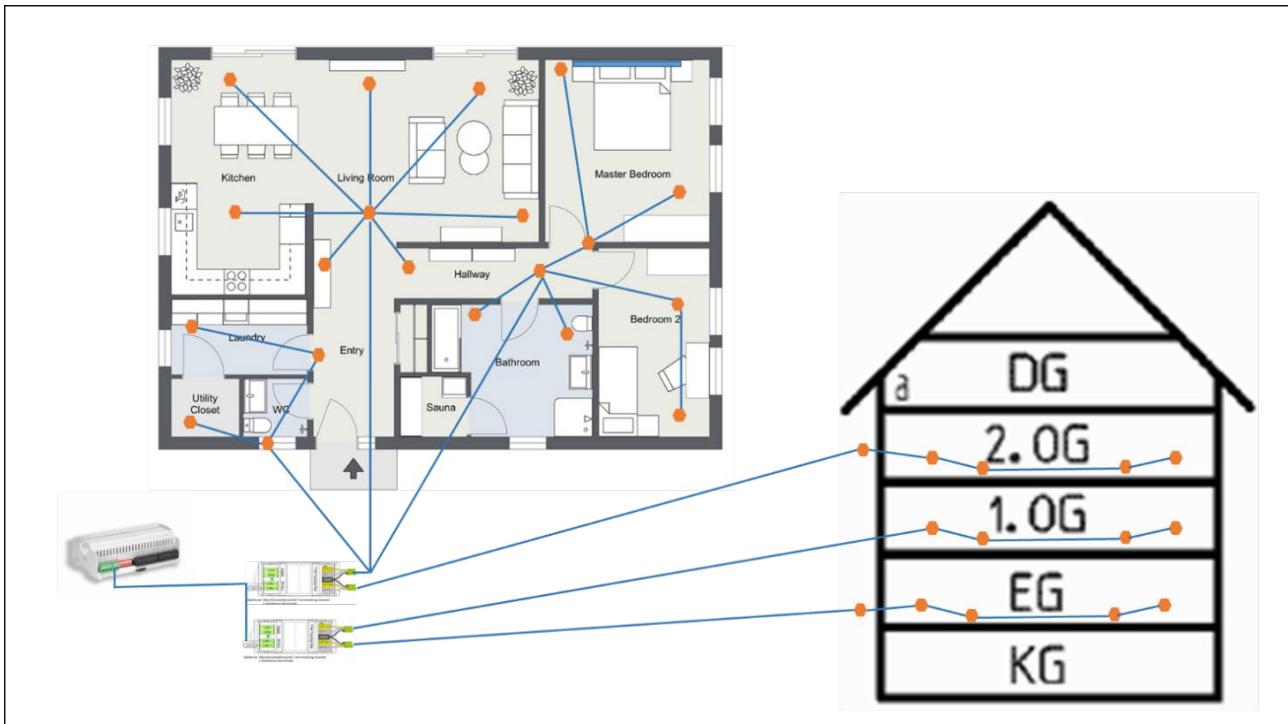 Kitchen
Living Room
Master Bedroom
Hallway
Laundry
Entry
Bathroom
Bedroom 2
Utility
Closet
WC
Sauna
a
DG
2. OG
1. OG
EG
KG